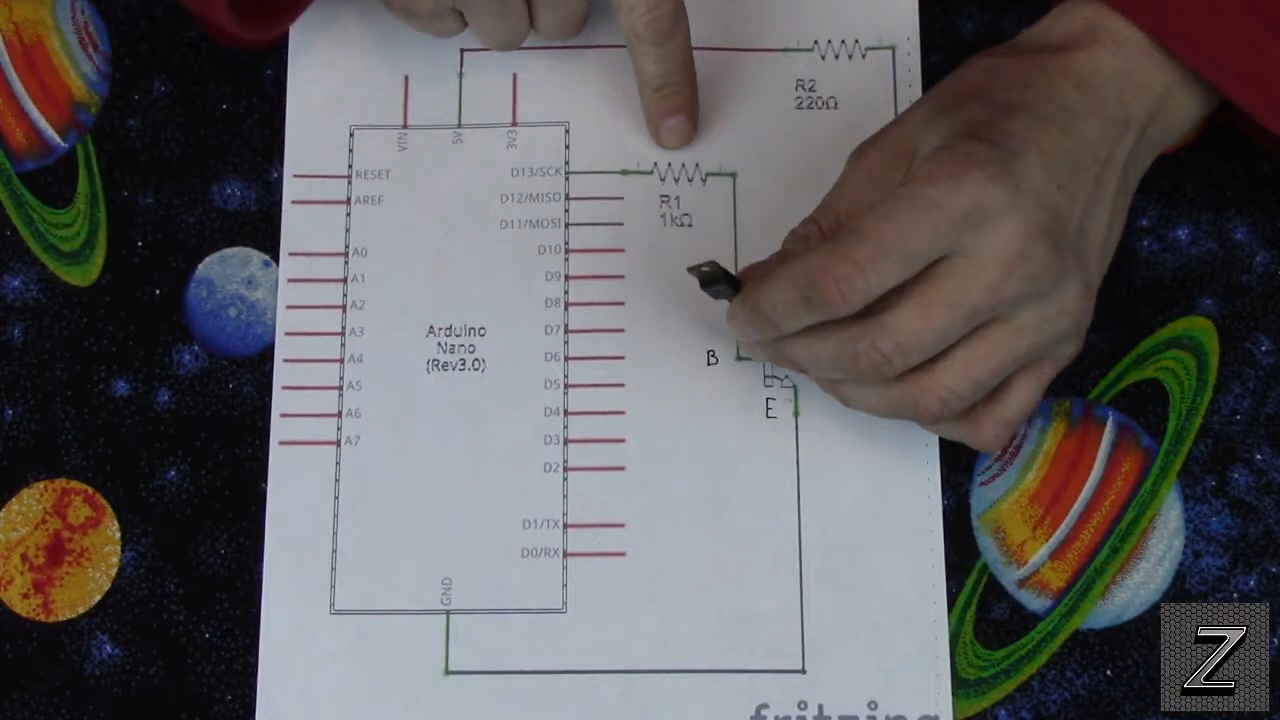 R2
220Ω
VIN
5V
3V3
RESET
AREF
A0
A1
A2
A3
A4
A5
A6
A7
D13/SCK
D12/MISO
D11/MOSI
D10
D9
D8
D7
D6
D5
D4
D3
D2
D1/TX
D0/RX
GND
Arduino
Nano
(Rev3.0)
R1
1kΩ
B
E
fritzing
Z